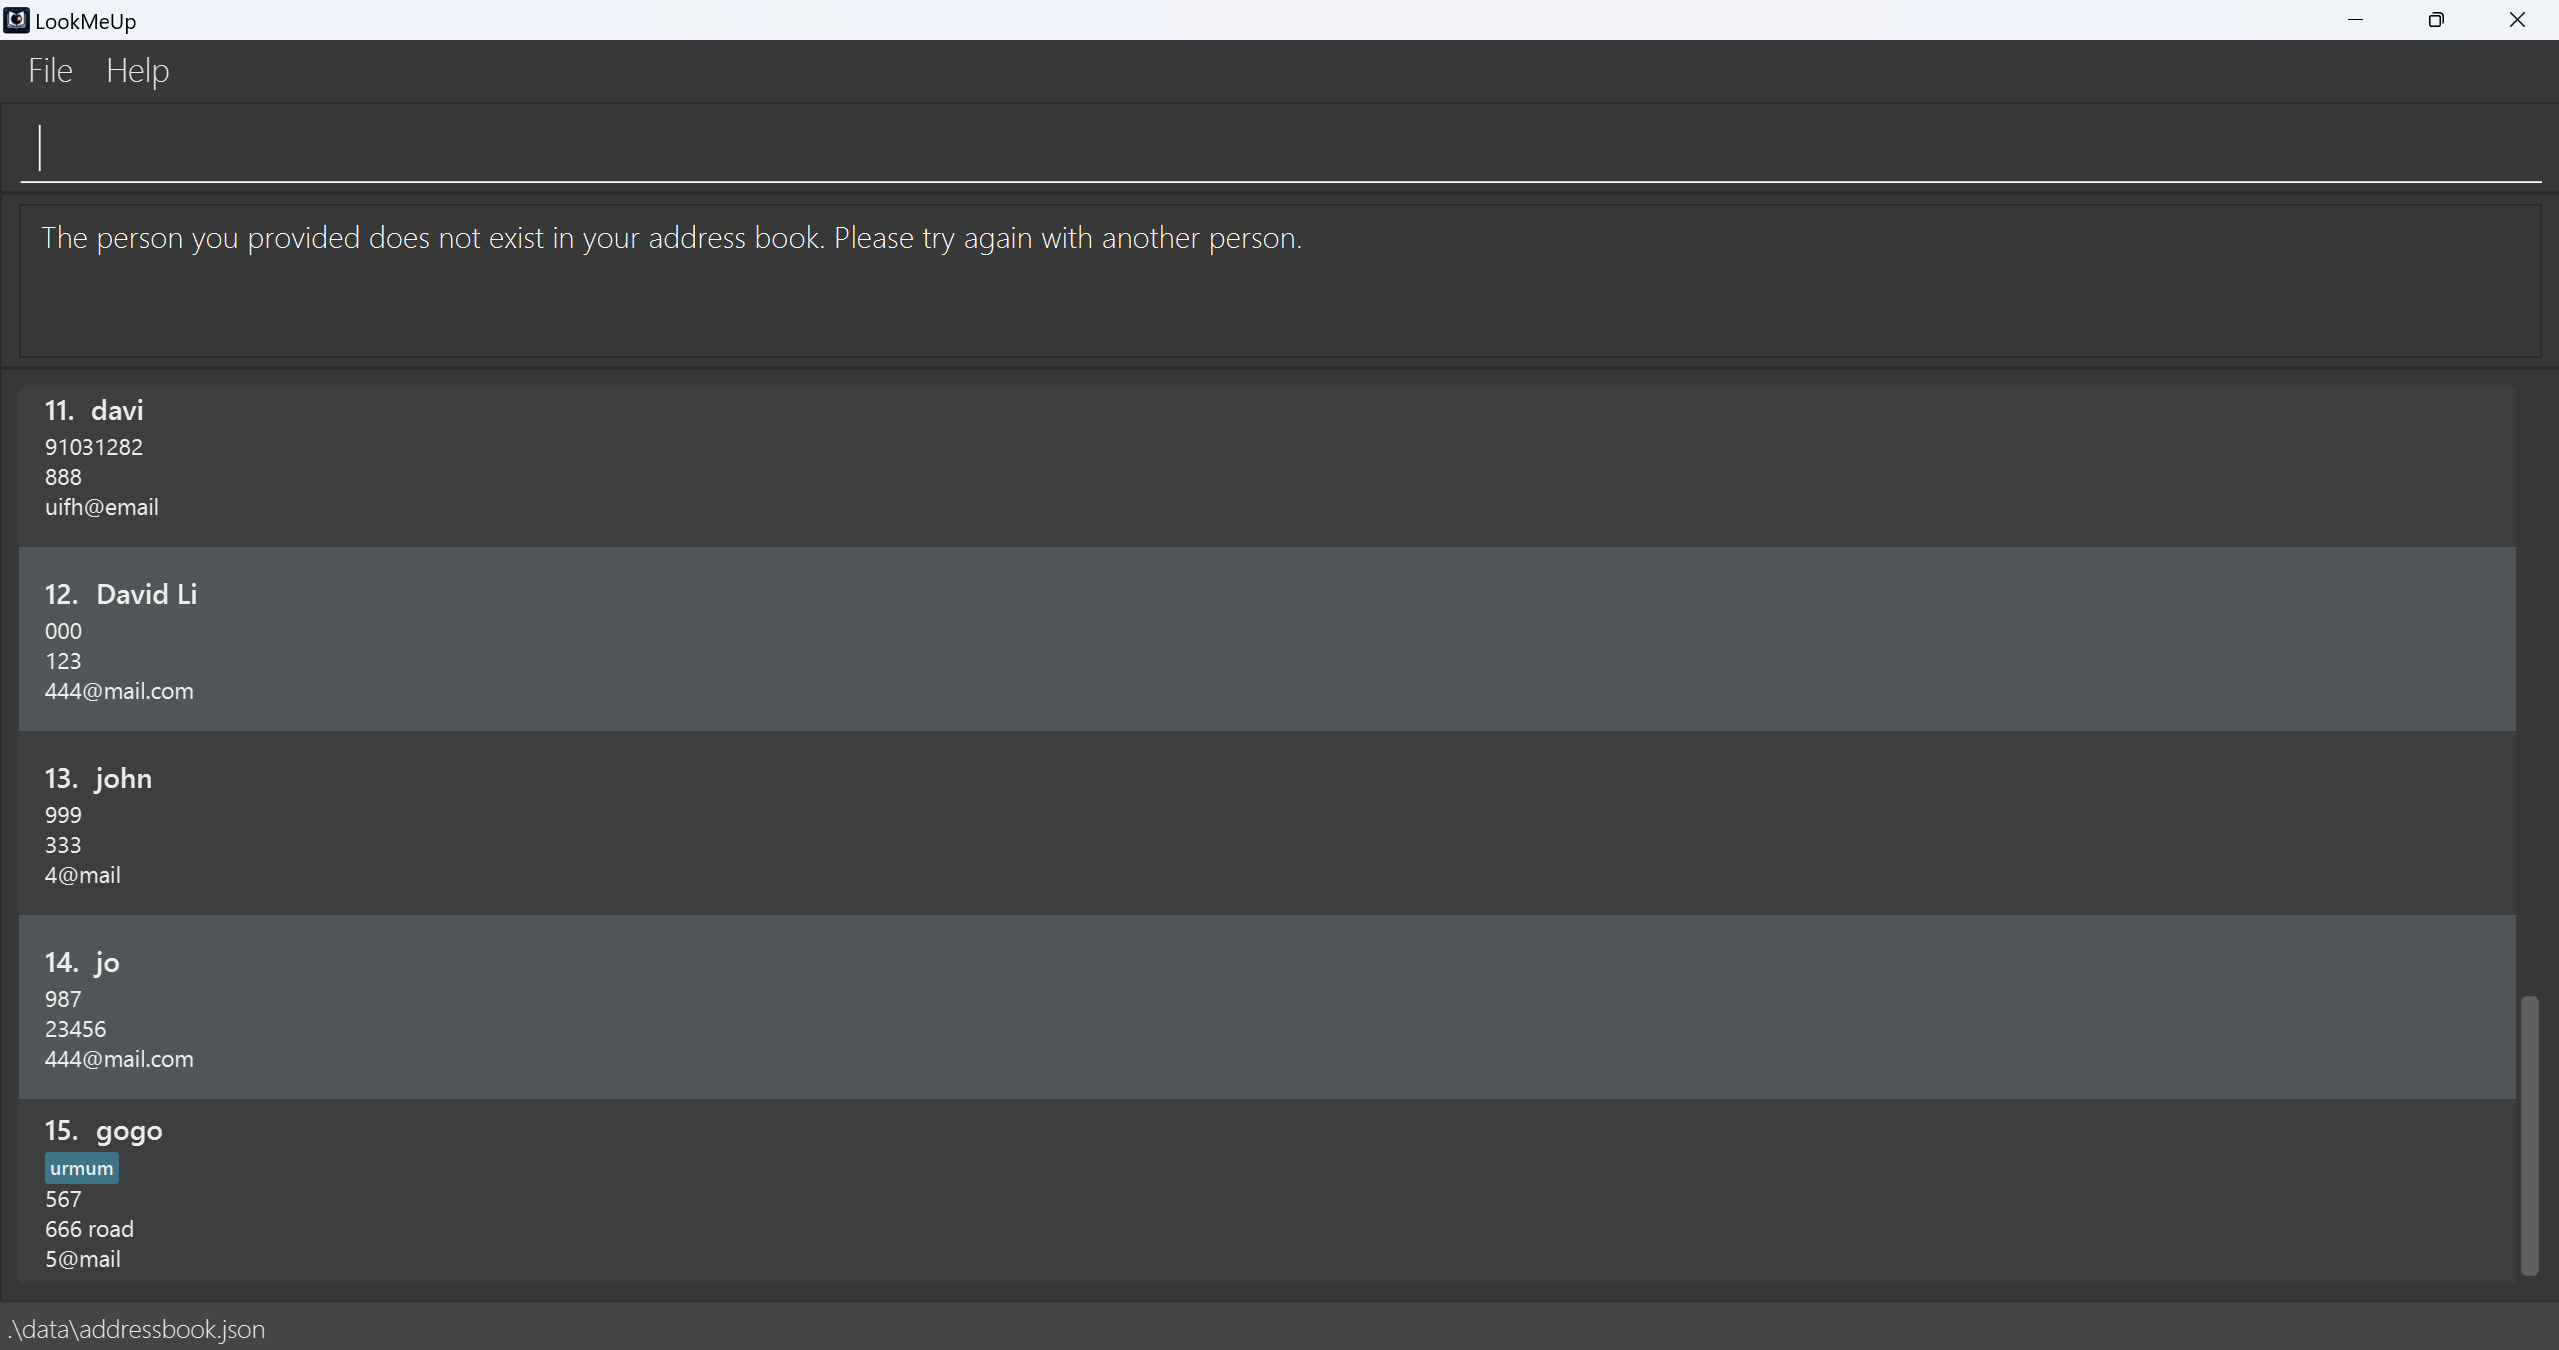 LookMeUp
File Help
The person you provided does not exist in your address book. Please try again with another person.
11. davi
91031282
888
uifh@email
12. David Li
000
123
444@mail.com
13. john
999
333
4@mail
14. jo
987
23456
444@mail.com
15. gogo
urmum
567
666 road
5@mail
.\data\addressbook.json